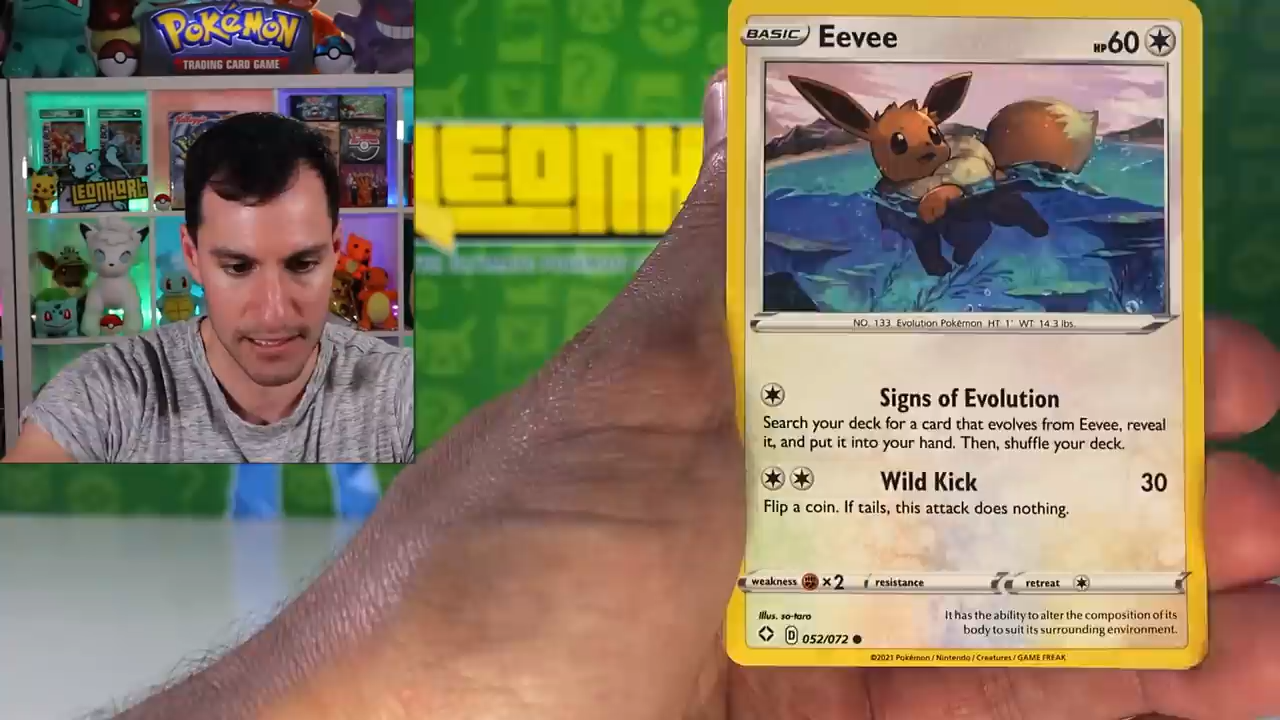 POKÉMON
TRADING CARD GAME
LEONHART
EONH
BASIC Eevee HP 60
NO. 133 Evolution Pokémon HT 1' WT 14.3 lbs.
Signs of Evolution
Search your deck for a card that evolves from Eevee, reveal
it, and put it into your hand. Then, shuffle your deck.
Wild Kick 30
Flip a coin. If tails, this attack does nothing.
weakness ×2 resistance retreat
Illus. so-taro
It has the ability to alter the composition of its
body to suit its surrounding environment.
D 052/072
©2021 Pokémon / Nintendo / Creatures / GAME FREAK